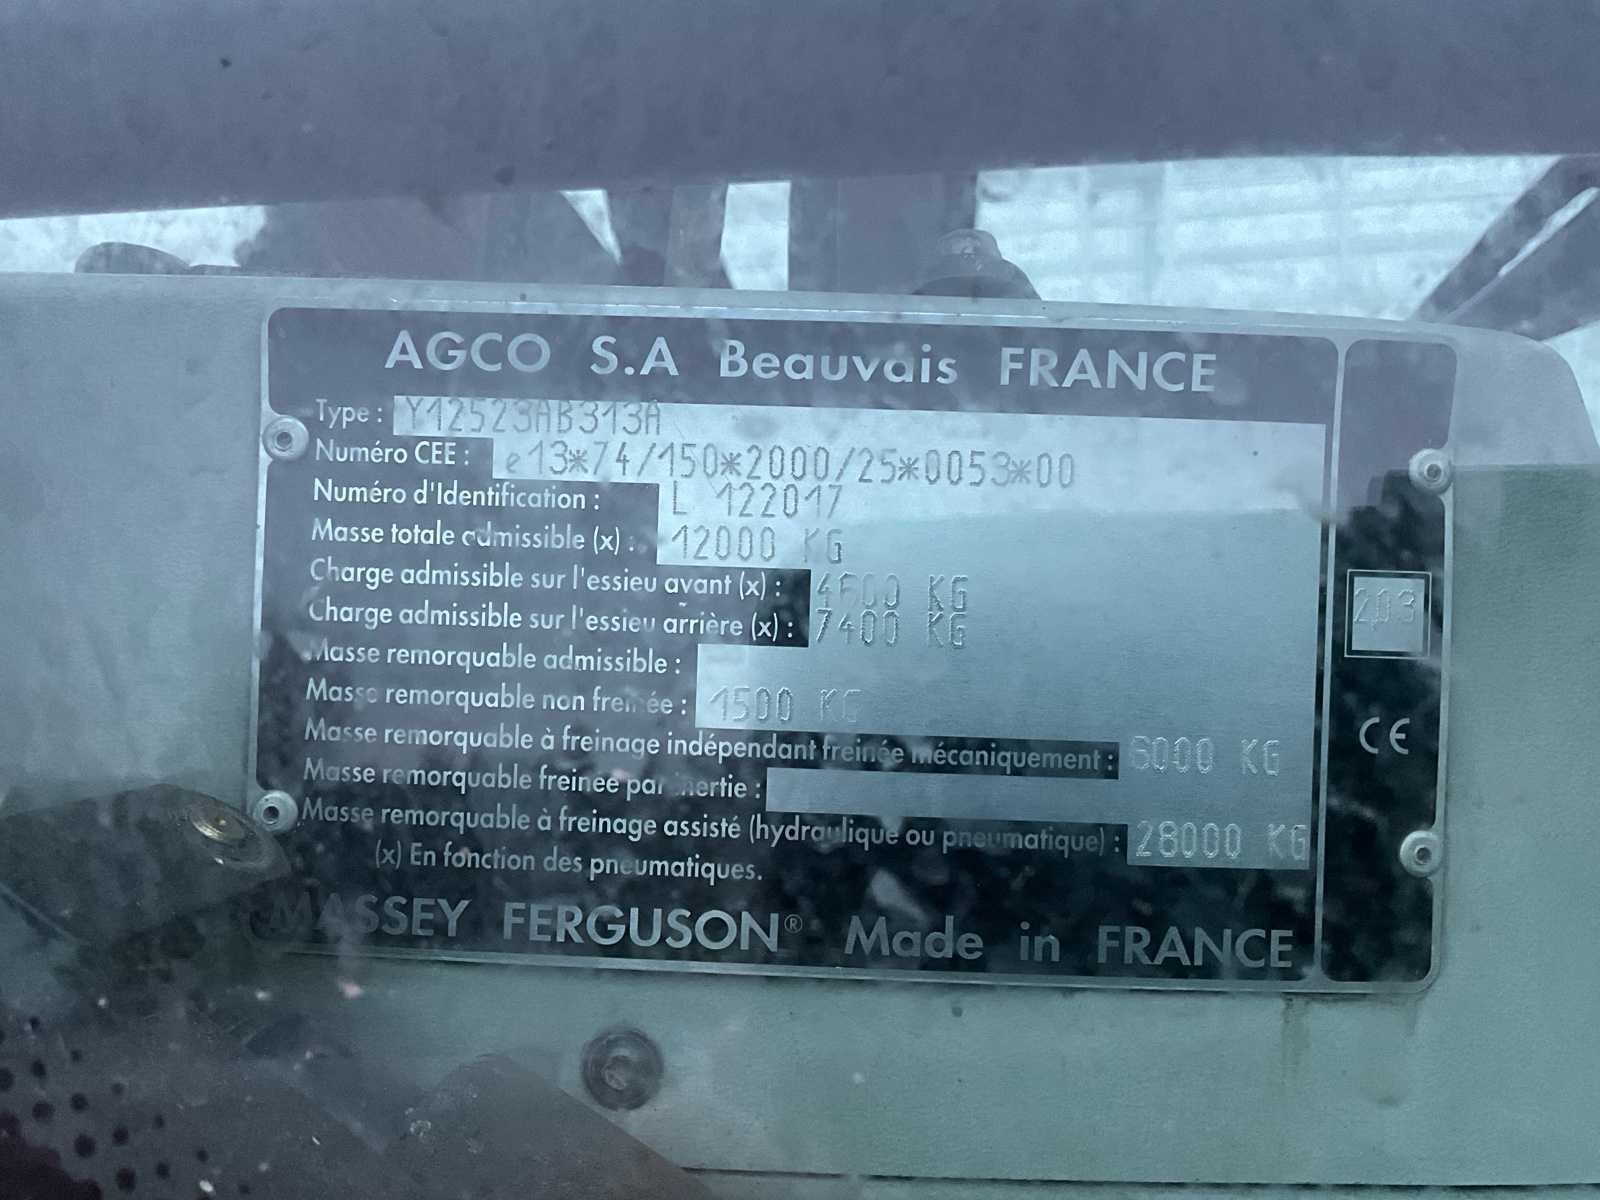 AGCO S.A Beauvais FRANCE
Type : Y12523AB313A
Numéro CEE : e13*74/150*2000/25*0053*00
Numéro d'Identification : L 122017
Masse totale admissible (x) : 12000 KG
Charge admissible sur l'essieu avant (x) : 4600 KG
Charge admissible sur l'essieu arrière (x) : 7400 KG
Masse remorquable admissible :
Masse remorquable non freinée : 1500 KG
Masse remorquable à freinage indépendant freinée mécaniquement : 6000 KG
Masse remorquable freinée par inertie :
Masse remorquable à freinage assisté (hydraulique ou pneumatique) : 28000 KG
(x) En fonction des pneumatiques.
MASSEY FERGUSON® Made in FRANCE
203
CE